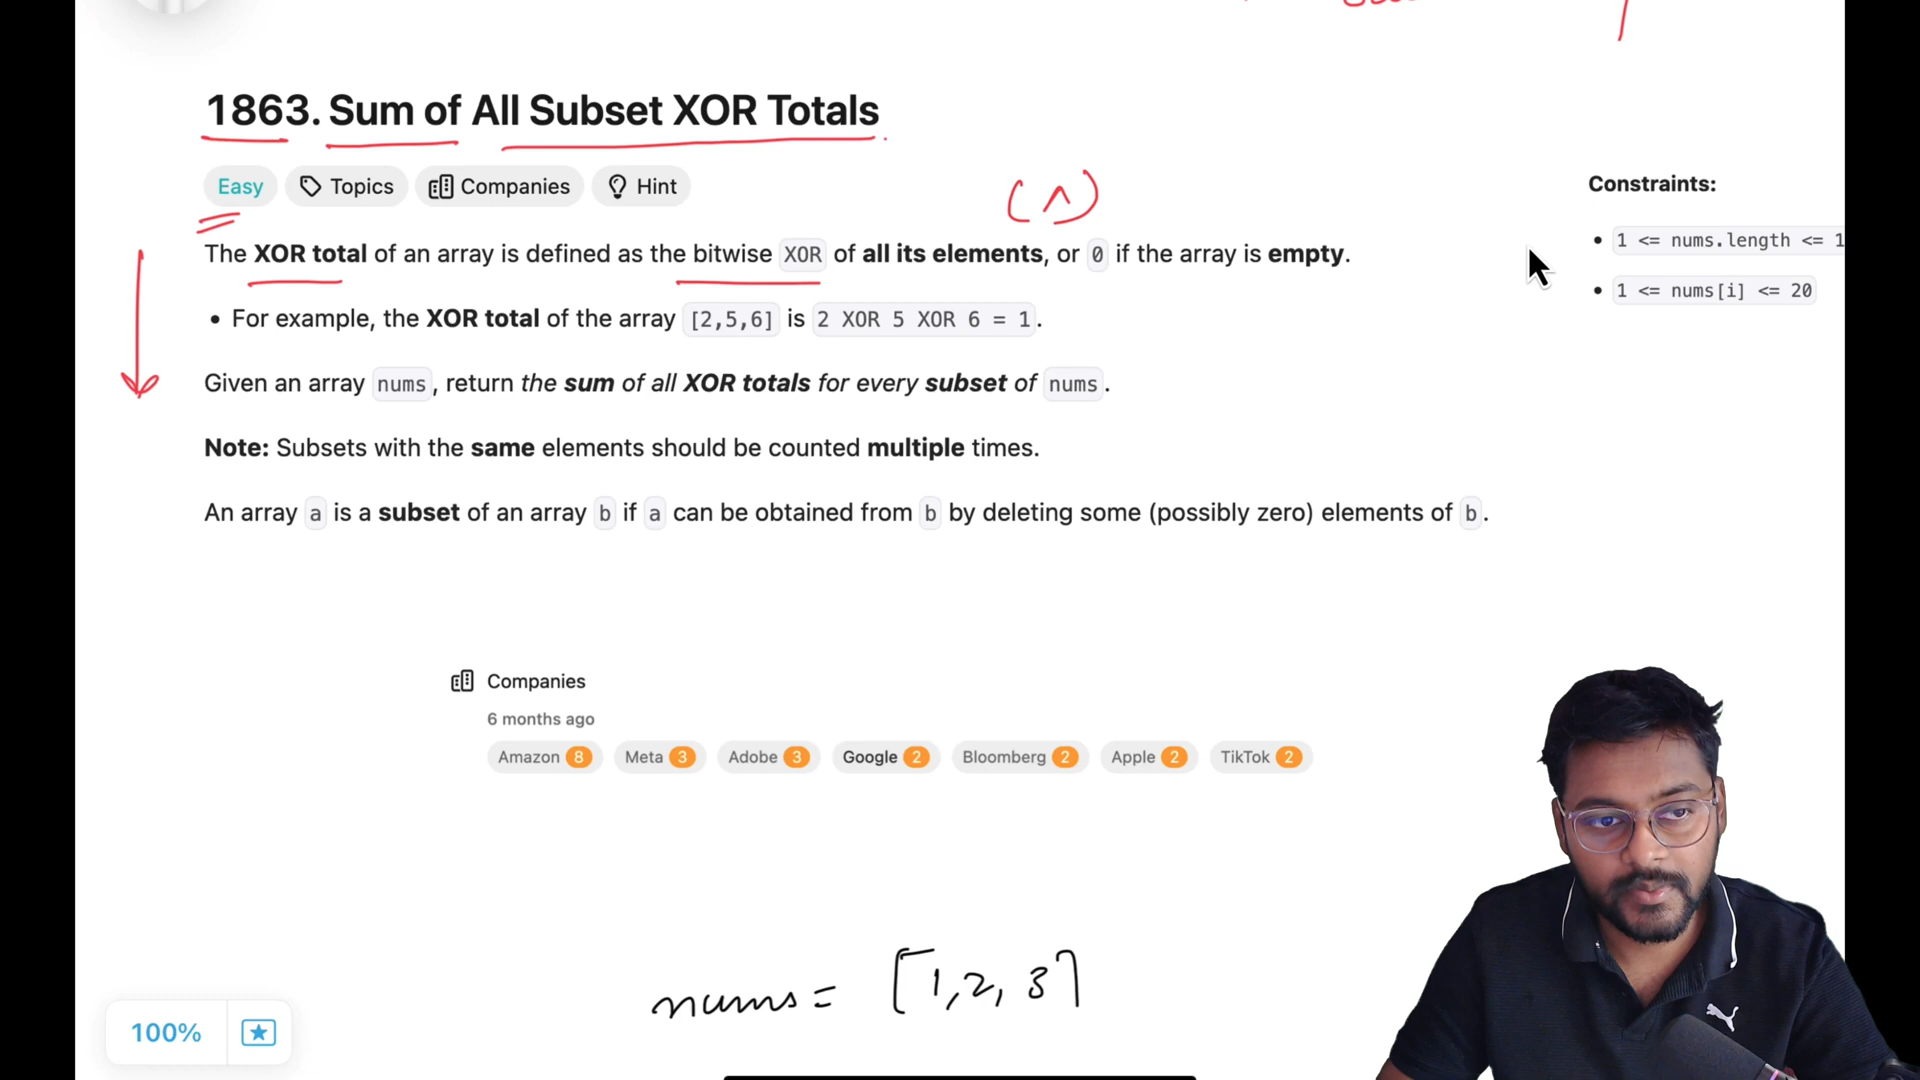 1863. Sum of All Subset XOR Totals
Easy Topics Companies Hint
(^)
Constraints:
The XOR total of an array is defined as the bitwise XOR of all its elements, or 0 if the array is empty.
• 1 <= nums.length <= 1
• 1 <= nums[i] <= 20
• For example, the XOR total of the array [2,5,6] is 2 XOR 5 XOR 6 = 1.
Given an array nums, return the sum of all XOR totals for every subset of nums.
Note: Subsets with the same elements should be counted multiple times.
An array a is a subset of an array b if a can be obtained from b by deleting some (possibly zero) elements of b.
Companies
6 months ago
Amazon 8 Meta 3 Adobe 3 Google 2 Bloomberg 2 Apple 2 TikTok 2
nums = [1,2,3]
100%